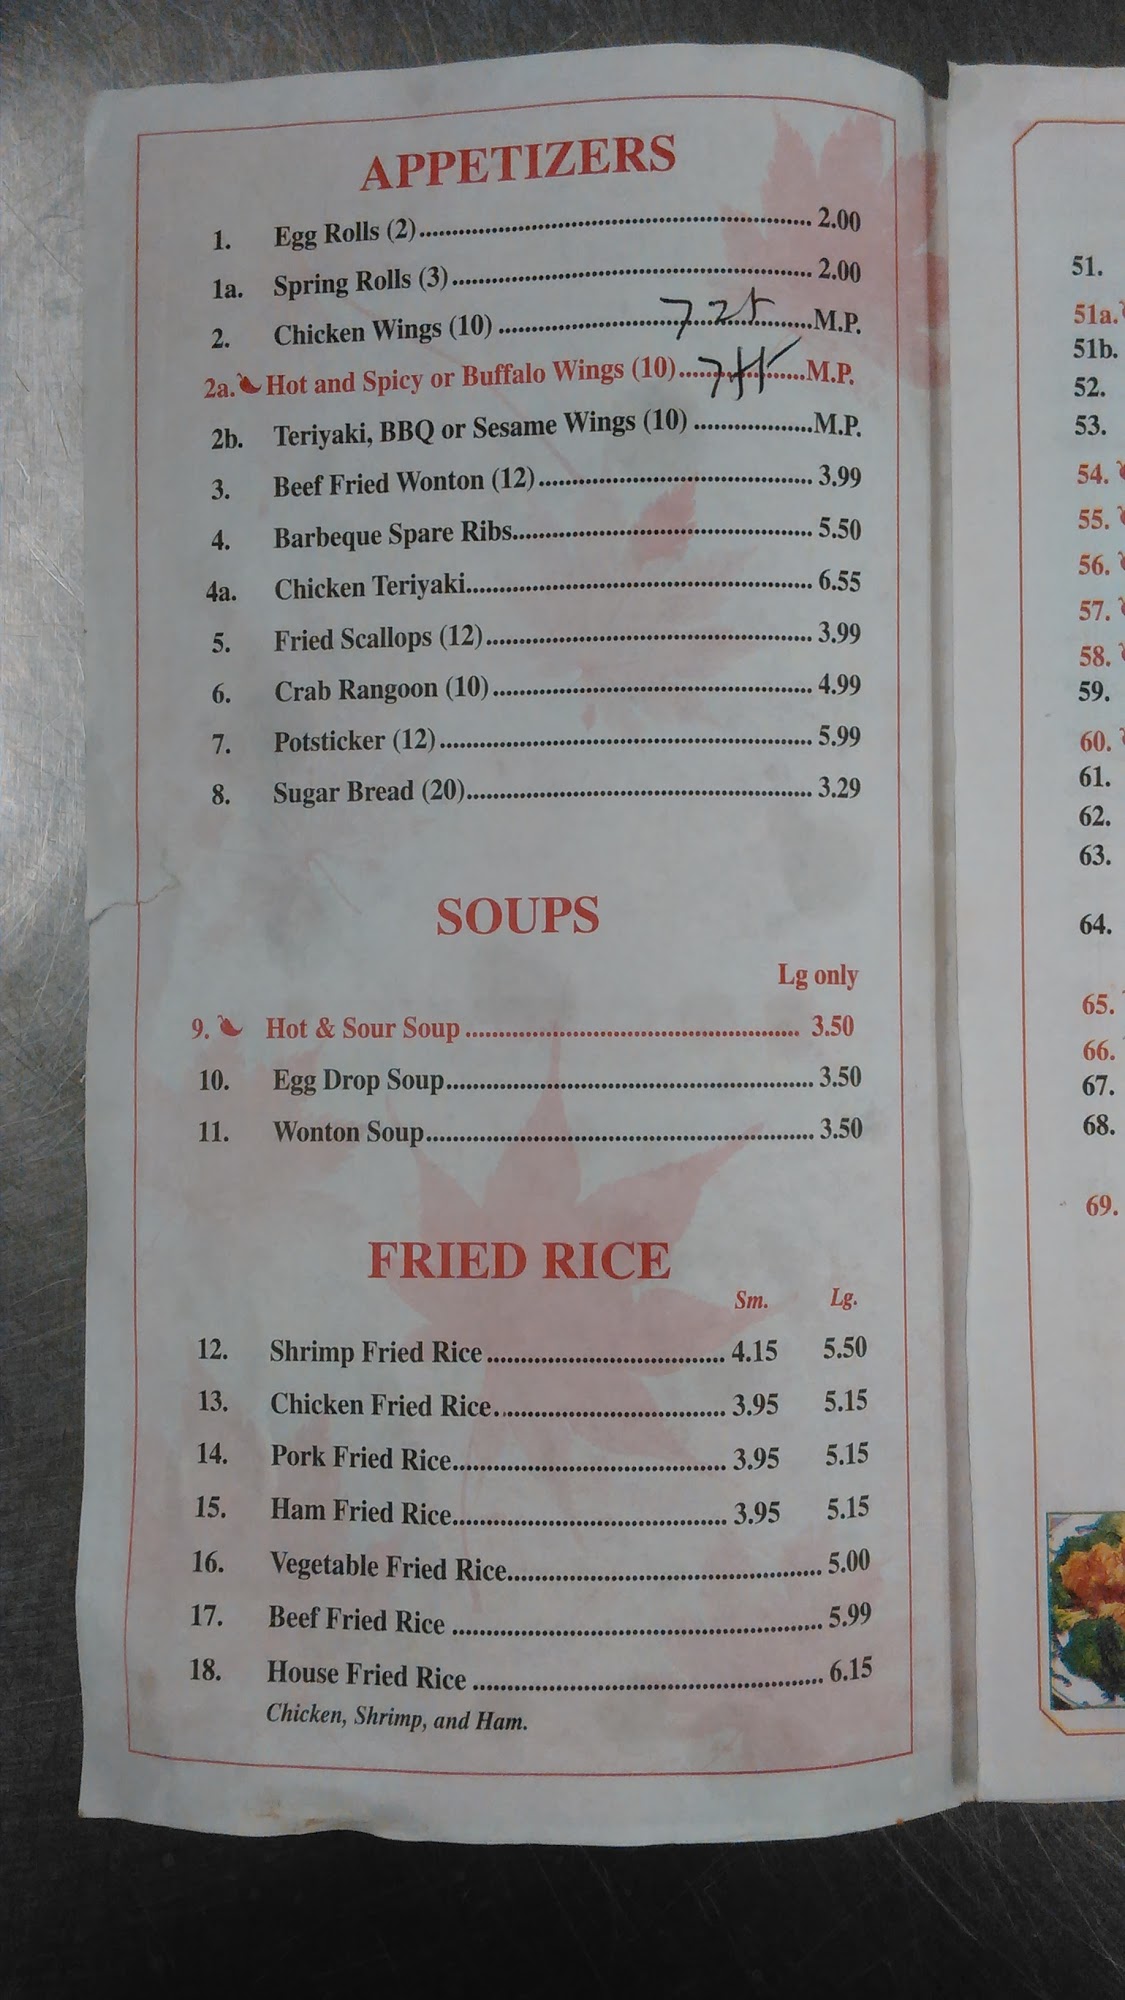 APPETIZERS
1. Egg Rolls (2) 2.00
1a. Spring Rolls (3) 2.00
2. Chicken Wings (10) 7 25 M.P.
2a. Hot and Spicy or Buffalo Wings (10) M.P.
2b. Teriyaki, BBQ or Sesame Wings (10) M.P.
3. Beef Fried Wonton (12) 3.99
4. Barbeque Spare Ribs 5.50
4a. Chicken Teriyaki 6.55
5. Fried Scallops (12) 3.99
6. Crab Rangoon (10) 4.99
7. Potsticker (12) 5.99
8. Sugar Bread (20) 3.29
SOUPS
Lg only
9. Hot & Sour Soup 3.50
10. Egg Drop Soup 3.50
11. Wonton Soup 3.50
FRIED RICE
Sm. Lg.
12. Shrimp Fried Rice 4.15 5.50
13. Chicken Fried Rice 3.95 5.15
14. Pork Fried Rice 3.95 5.15
15. Ham Fried Rice 3.95 5.15
16. Vegetable Fried Rice 5.00
17. Beef Fried Rice 5.99
18. House Fried Rice 6.15
Chicken, Shrimp, and Ham.
51.
51a.
51b.
52.
53.
54.
55.
56.
57.
58.
59.
60.
61.
62.
63.
64.
65.
66.
67.
68.
69.